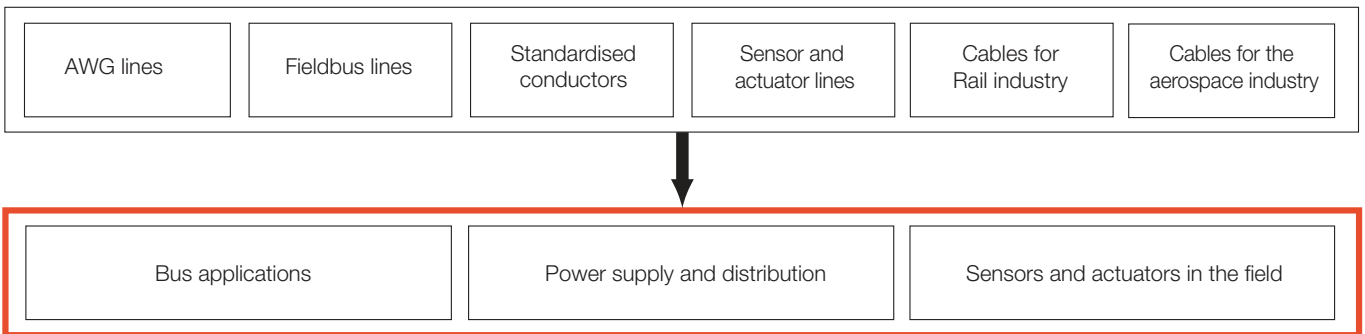 AWG lines
Fieldbus lines
Standardised
conductors
Sensor and
actuator lines
Cables for
Rail industry
Cables for the
aerospace industry
Bus applications
Power supply and distribution
Sensors and actuators in the field